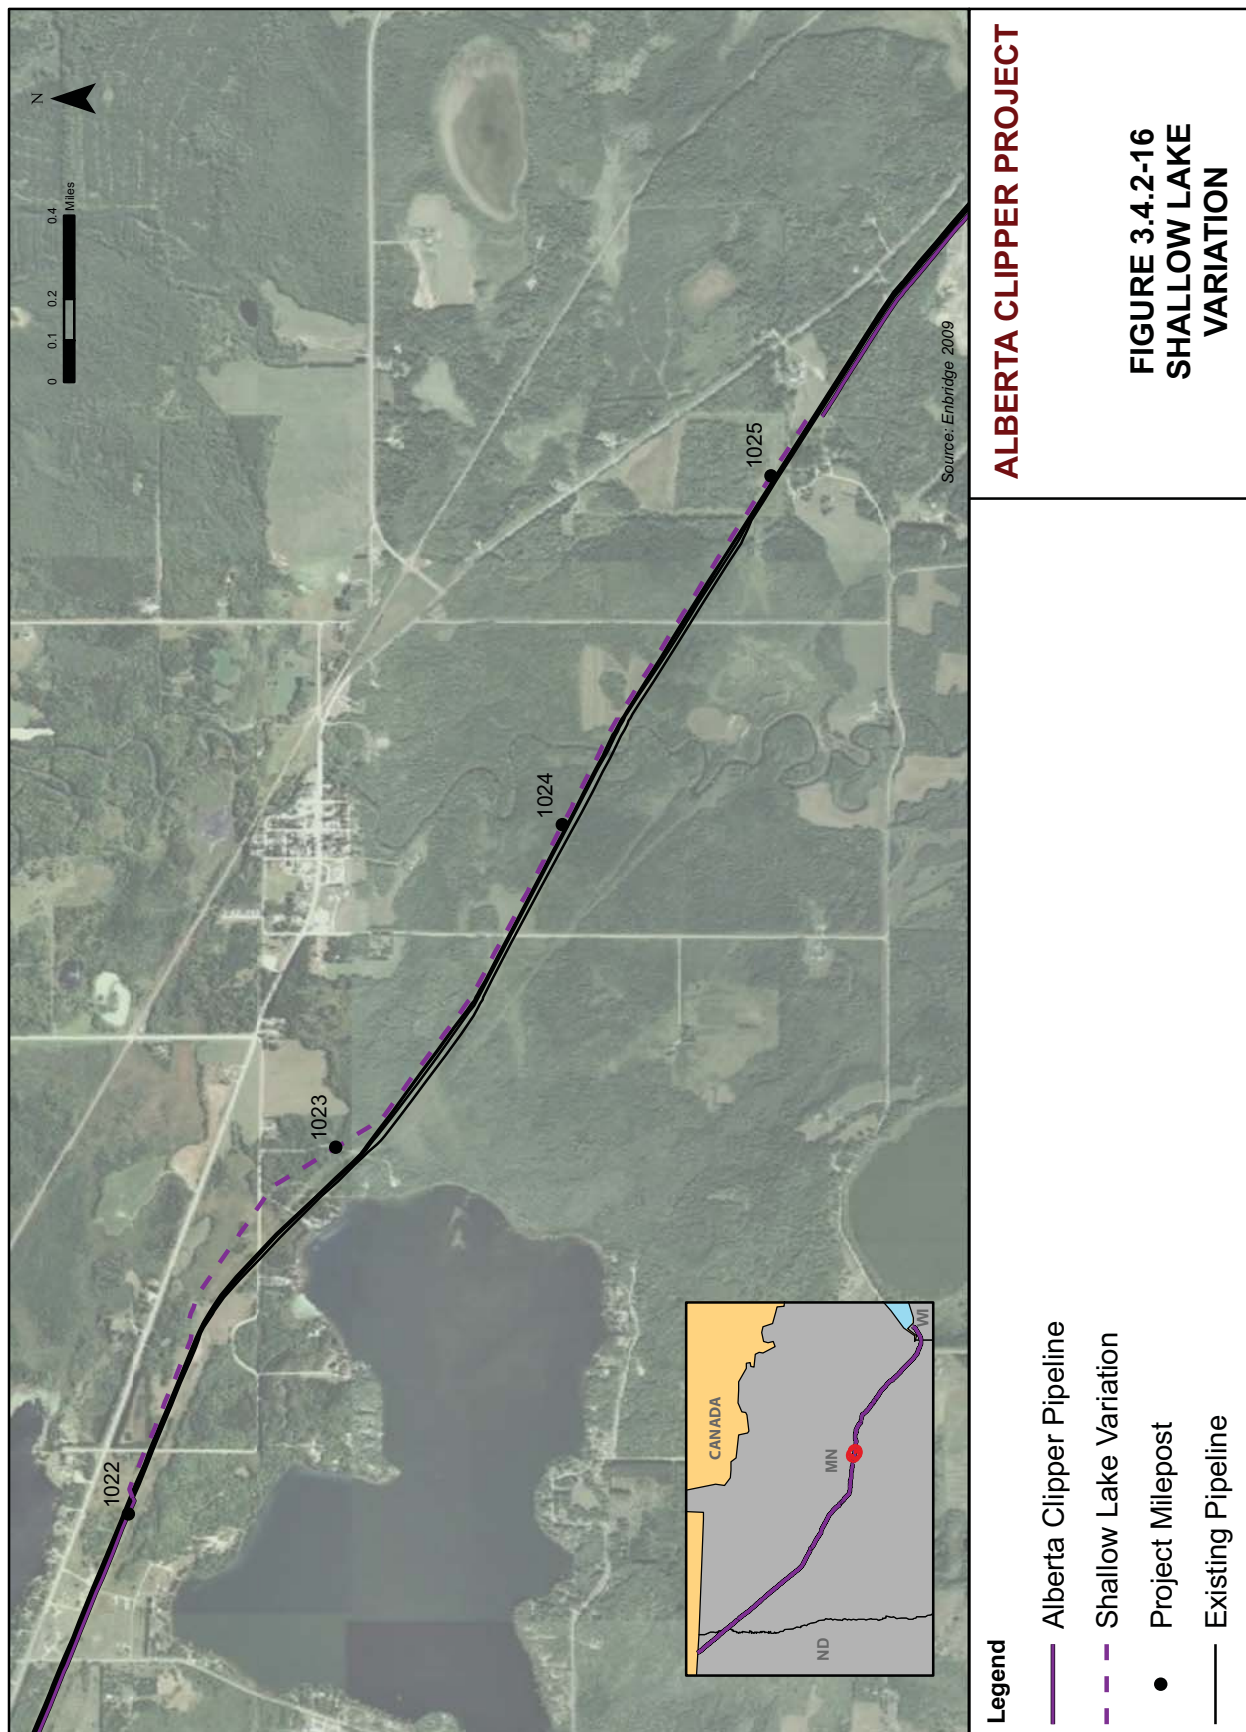 N
0 0.1 0.2 0.4
Miles
1022
1023
1024
1025
Source: Enbridge 2009
CANADA
MN
ND
WI
Legend
Alberta Clipper Pipeline
Shallow Lake Variation
Project Milepost
Existing Pipeline
ALBERTA CLIPPER PROJECT
FIGURE 3.4.2-16
SHALLOW LAKE
VARIATION